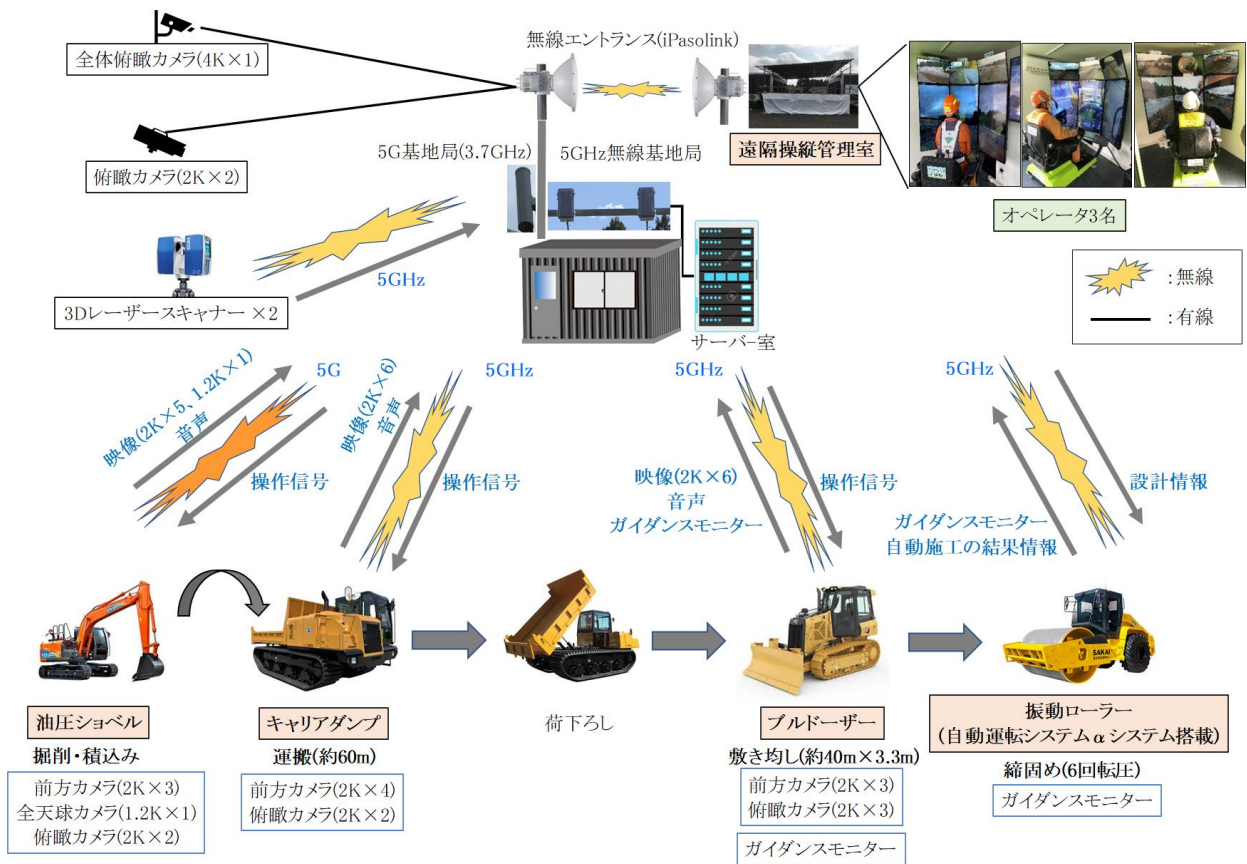 無線エントランス(iPasolink)
全体俯瞰カメラ(4K×1)
遠隔操縦管理室
5G基地局(3.7GHz)
5GHz無線基地局
俯瞰カメラ(2K×2)
オペレータ3名
5GHz
:無線
3Dレーザースキャナー ×2
:有線
サーバー室
映像(2K×5、1.2K×1)
音声
5G
操作信号
映像(2K×6)
音声
5GHz
操作信号
5GHz
映像(2K×6)
音声
ガイダンスモニター
操作信号
5GHz
設計情報
ガイダンスモニター
自動施工の結果情報
SAKAI
油圧ショベル
掘削・積込み
前方カメラ(2K×3)
全天球カメラ(1.2K×1)
俯瞰カメラ(2K×2)
キャリアダンプ
運搬(約60m)
前方カメラ(2K×4)
俯瞰カメラ(2K×2)
荷下ろし
ブルドーザー
敷き均し(約40m×3.3m)
前方カメラ(2K×3)
俯瞰カメラ(2K×3)
ガイダンスモニター
振動ローラー
(自動運転システムαシステム搭載)
締固め(6回転圧)
ガイダンスモニター